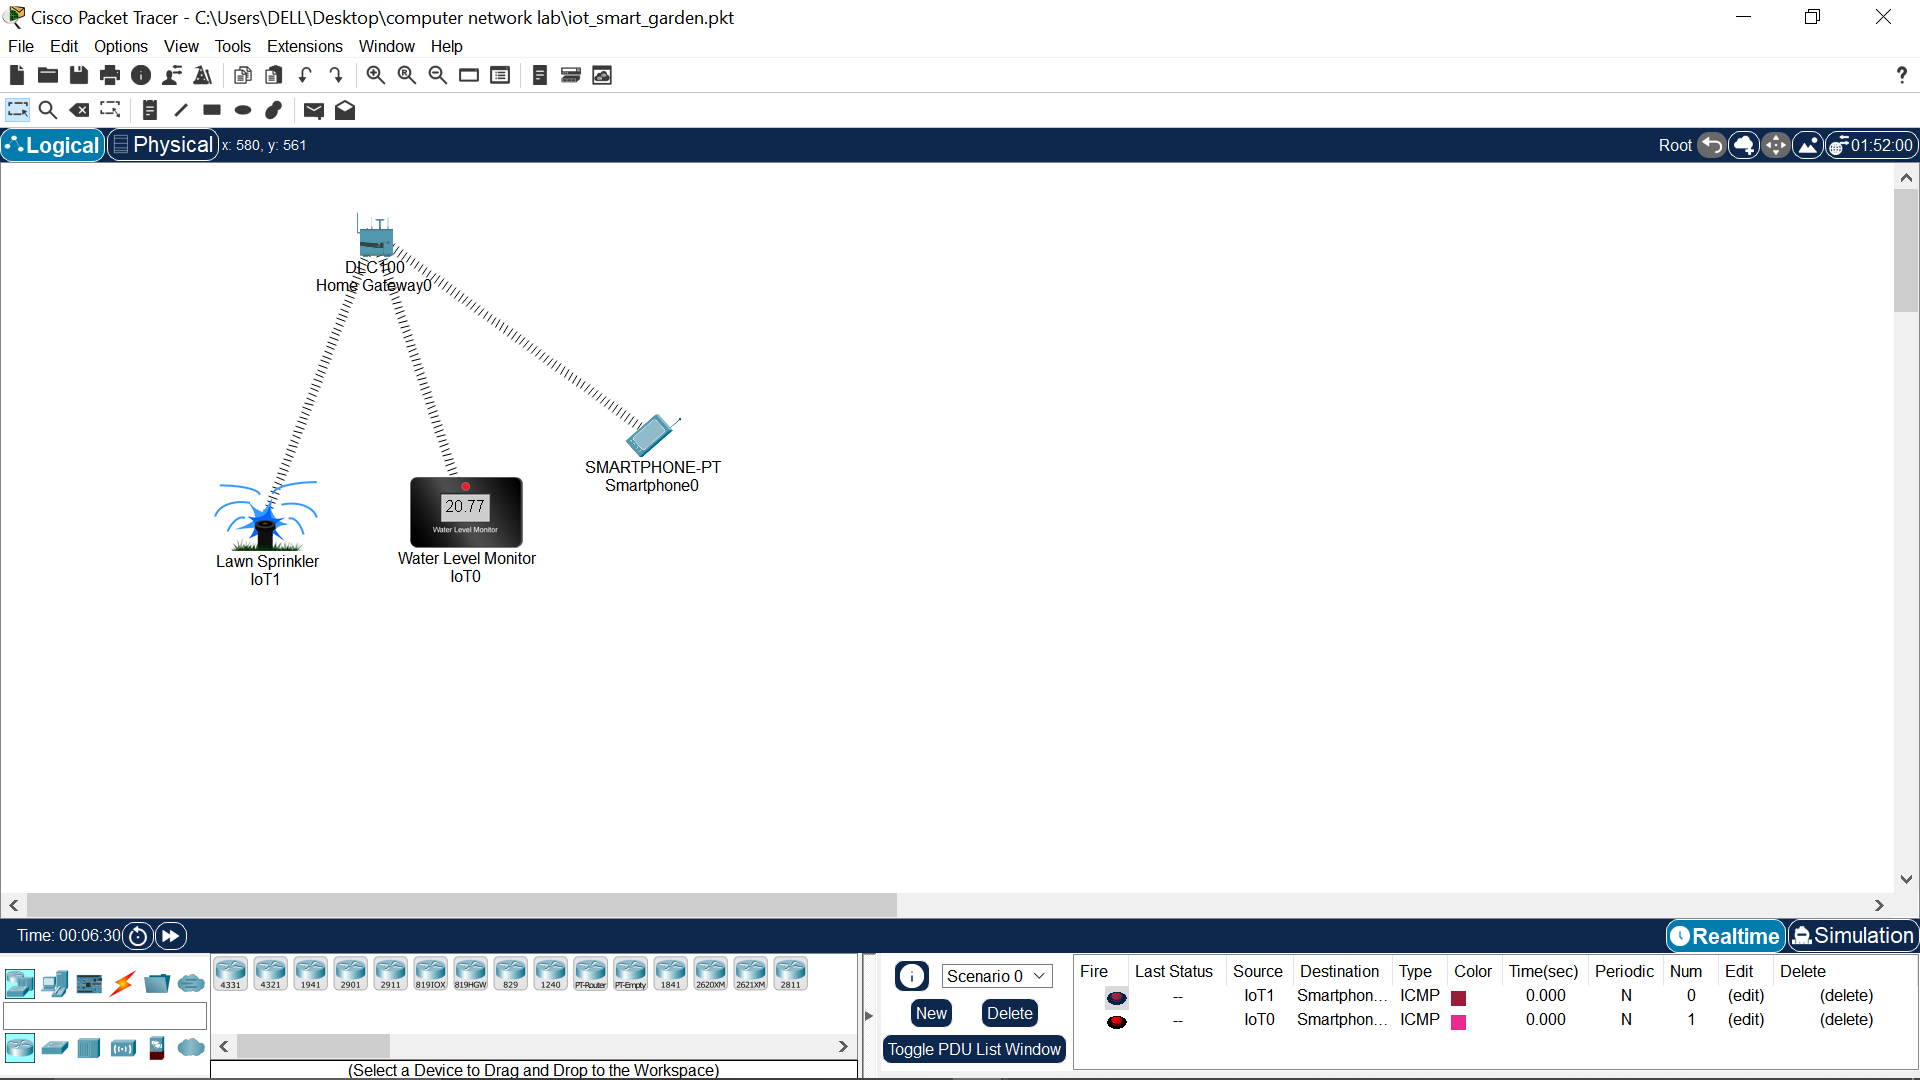 Cisco Packet Tracer - C:\Users\DELL\Desktop\computer network lab\iot_smart_garden.pkt
File Edit Options View Tools Extensions Window Help
?
Logical Physical x: 580, y: 561 Root 01:52:00
DLC100
Home Gateway0
SMARTPHONE-PT
Smartphone0
20.77
Water Level Monitor
Lawn Sprinkler
IoT1
Water Level Monitor
IoT0
Time: 00:06:30 Realtime Simulation
4331 4321 1941 2901 2911 819IOX 819HGW 829 1240 PT-Router PT-Empty 1841 2620XM 2621XM 2811
(Select a Device to Drag and Drop to the Workspace)
Scenario 0
New Delete
Toggle PDU List Window
Fire Last Status Source Destination Type Color Time(sec) Periodic Num Edit Delete
-- IoT1 Smartphon... ICMP 0.000 N 0 (edit) (delete)
-- IoT0 Smartphon... ICMP 0.000 N 1 (edit) (delete)